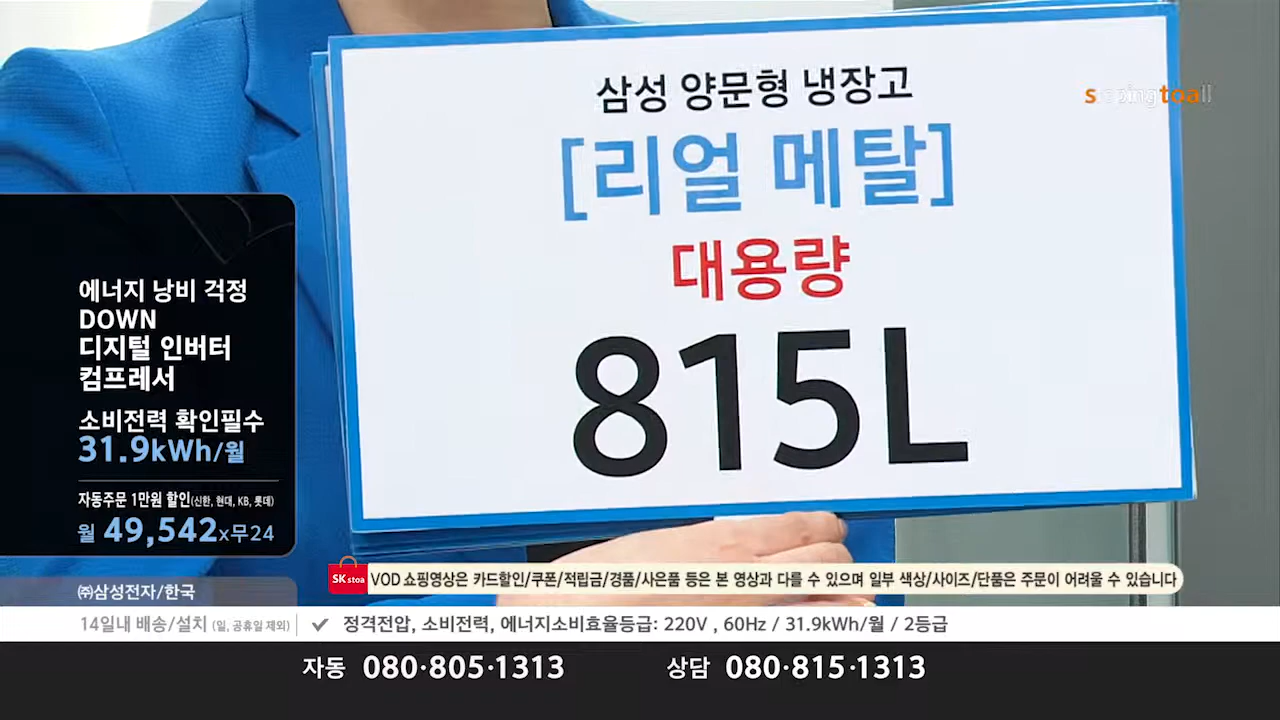 삼성 양문형 냉장고
[리얼 메탈]
대용량
815L
에너지 낭비 걱정
DOWN
디지털 인버터
컴프레서
소비전력 확인필수
31.9kWh/월
자동주문 1만원 할인(신한, 현대, KB, 롯데)
월 49,542x무24
㈜삼성전자/한국
SK stoa VOD 쇼핑영상은 카드할인/쿠폰/적립금/경품/사은품 등은 본 영상과 다를 수 있으며 일부 색상/사이즈/단품은 주문이 어려울 수 있습니다
14일내 배송/설치 (일, 공휴일 제외) 정격전압, 소비전력, 에너지소비효율등급: 220V , 60Hz / 31.9kWh/월 / 2등급
자동 080·805·1313 상담 080·815·1313